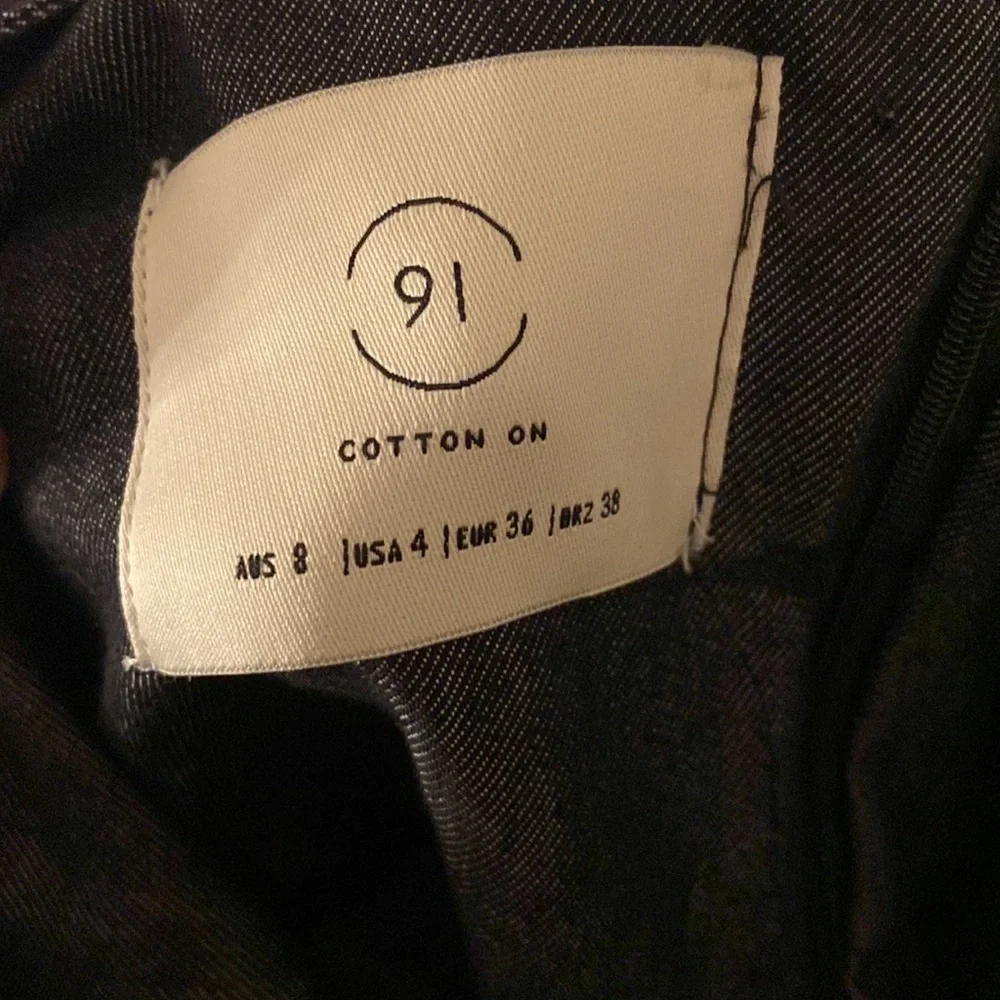 91
COTTON ON
AUS 8 | USA 4 | EUR 36 | BRZ 38